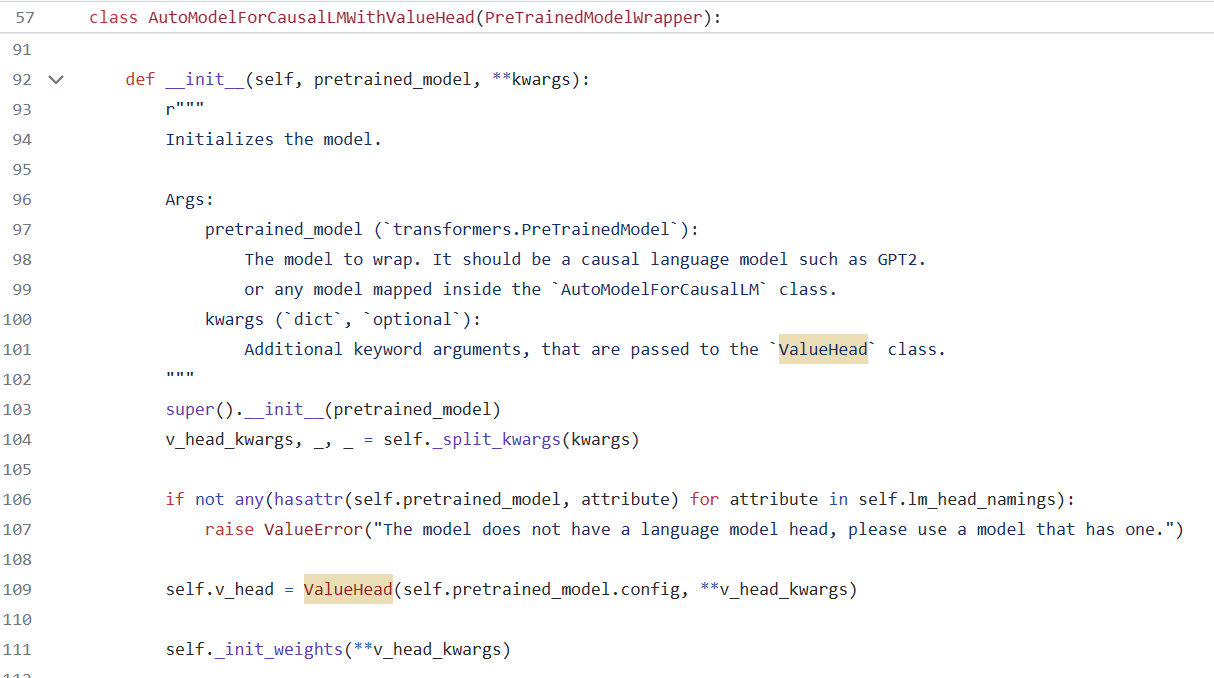 57 class AutoModelForCausalLMWithValueHead(PreTrainedModelWrapper):
91
92 def __init__(self, pretrained_model, **kwargs):
93 r"""
94 Initializes the model.
95
96 Args:
97 pretrained_model (`transformers.PreTrainedModel`):
98 The model to wrap. It should be a causal language model such as GPT2.
99 or any model mapped inside the `AutoModelForCausalLM` class.
100 kwargs (`dict`, `optional`):
101 Additional keyword arguments, that are passed to the `ValueHead` class.
102 """
103 super().__init__(pretrained_model)
104 v_head_kwargs, _, _ = self._split_kwargs(kwargs)
105
106 if not any(hasattr(self.pretrained_model, attribute) for attribute in self.lm_head_namings):
107 raise ValueError("The model does not have a language model head, please use a model that has one.")
108
109 self.v_head = ValueHead(self.pretrained_model.config, **v_head_kwargs)
110
111 self._init_weights(**v_head_kwargs)